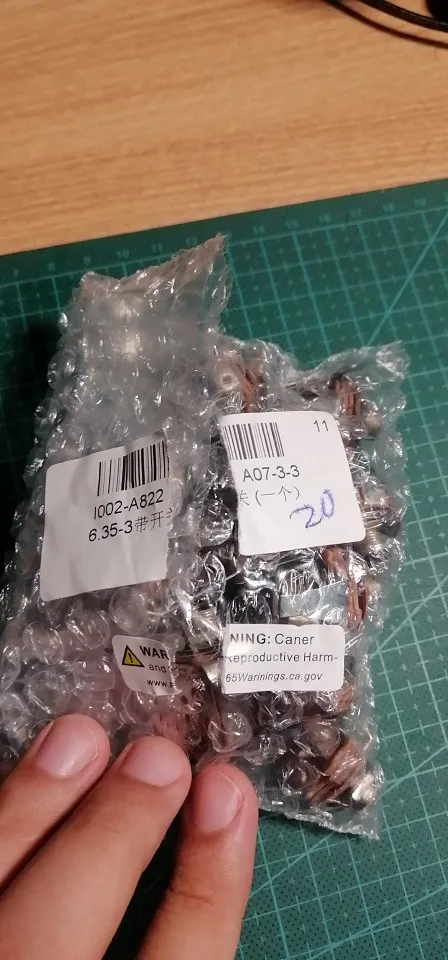 I002-A822
6.35-3带开关
11
A07-3-3
关(一个)
20
WAR
and
www.
NING: Caner
Reproductive Harm-
65Warinings.ca.gov